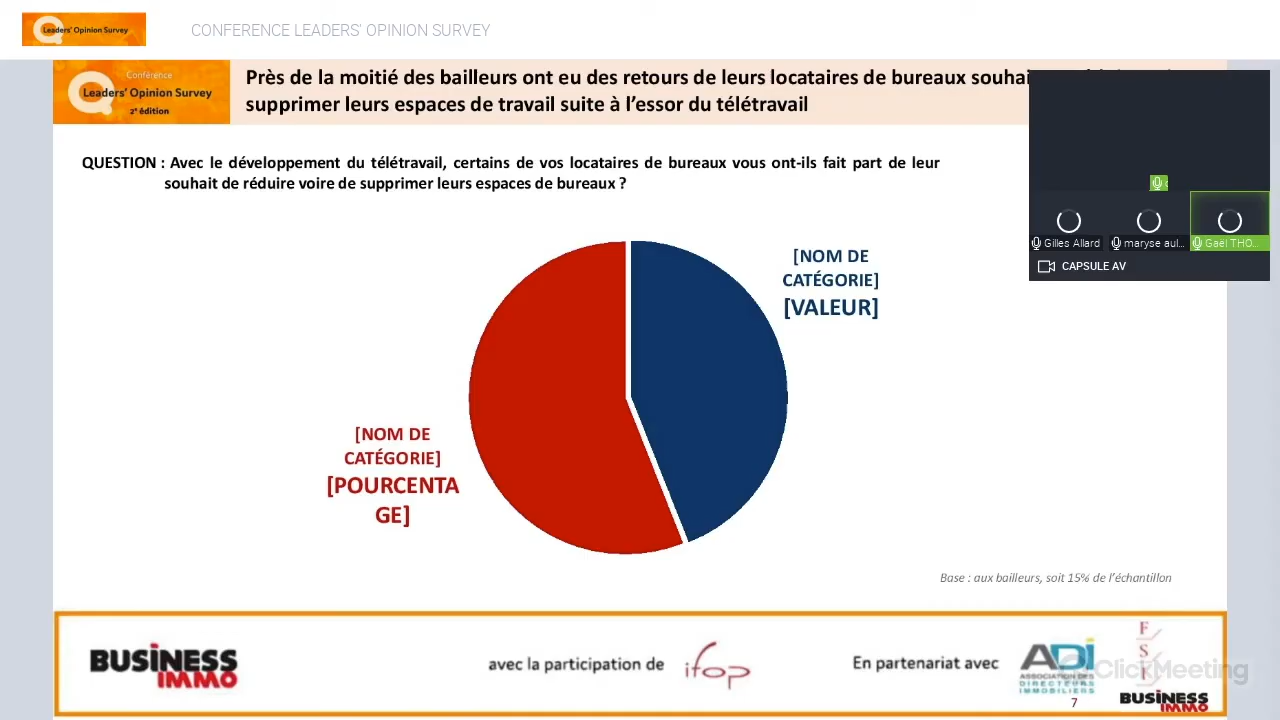 Leaders' Opinion Survey
CONFERENCE LEADERS' OPINION SURVEY
Conférence
Leaders' Opinion Survey
2e édition
Près de la moitié des bailleurs ont eu des retours de leurs locataires de bureaux
supprimer leurs espaces de travail suite à l'essor du télétravail
QUESTION : Avec le développement du télétravail, certains de vos locataires de bureaux vous ont-ils fait part de leur
souhait de réduire voire de supprimer leurs espaces de bureaux ?
Gilles Allard
maryse aul...
Gaël THO...
CAPSULE AV
[NOM DE
CATÉGORIE]
[VALEUR]
[NOM DE
CATÉGORIE]
[POURCENTA
GE]
Base : aux bailleurs, soit 15% de l'échantillon
BUSINESS
IMMO
avec la participation de
ifop
En partenariat avec
ADI
ASSOCIATION DES
DIRECTEURS
IMMOBILIERS
F
S
ClickMeeting
BUSINESS
IMMO
7